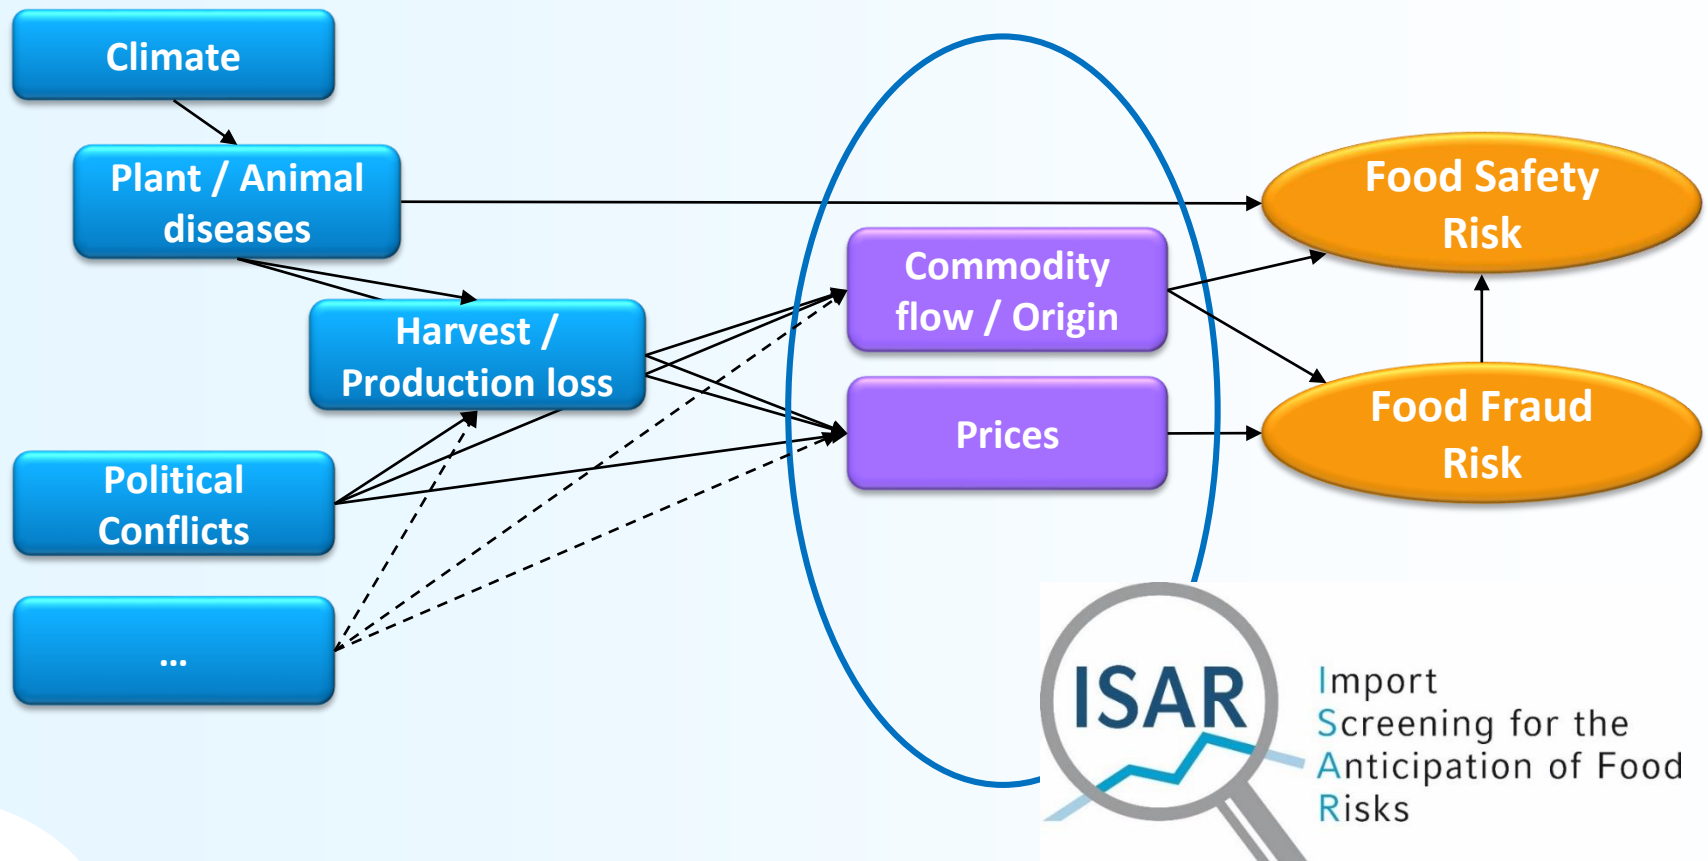 Climate
Plant / Animal
diseases
Harvest /
Production loss
Political
Conflicts
...
Commodity
flow / Origin
Prices
Food Safety
Risk
Food Fraud
Risk
ISAR
Import
Screening for the
Anticipation of Food
Risks